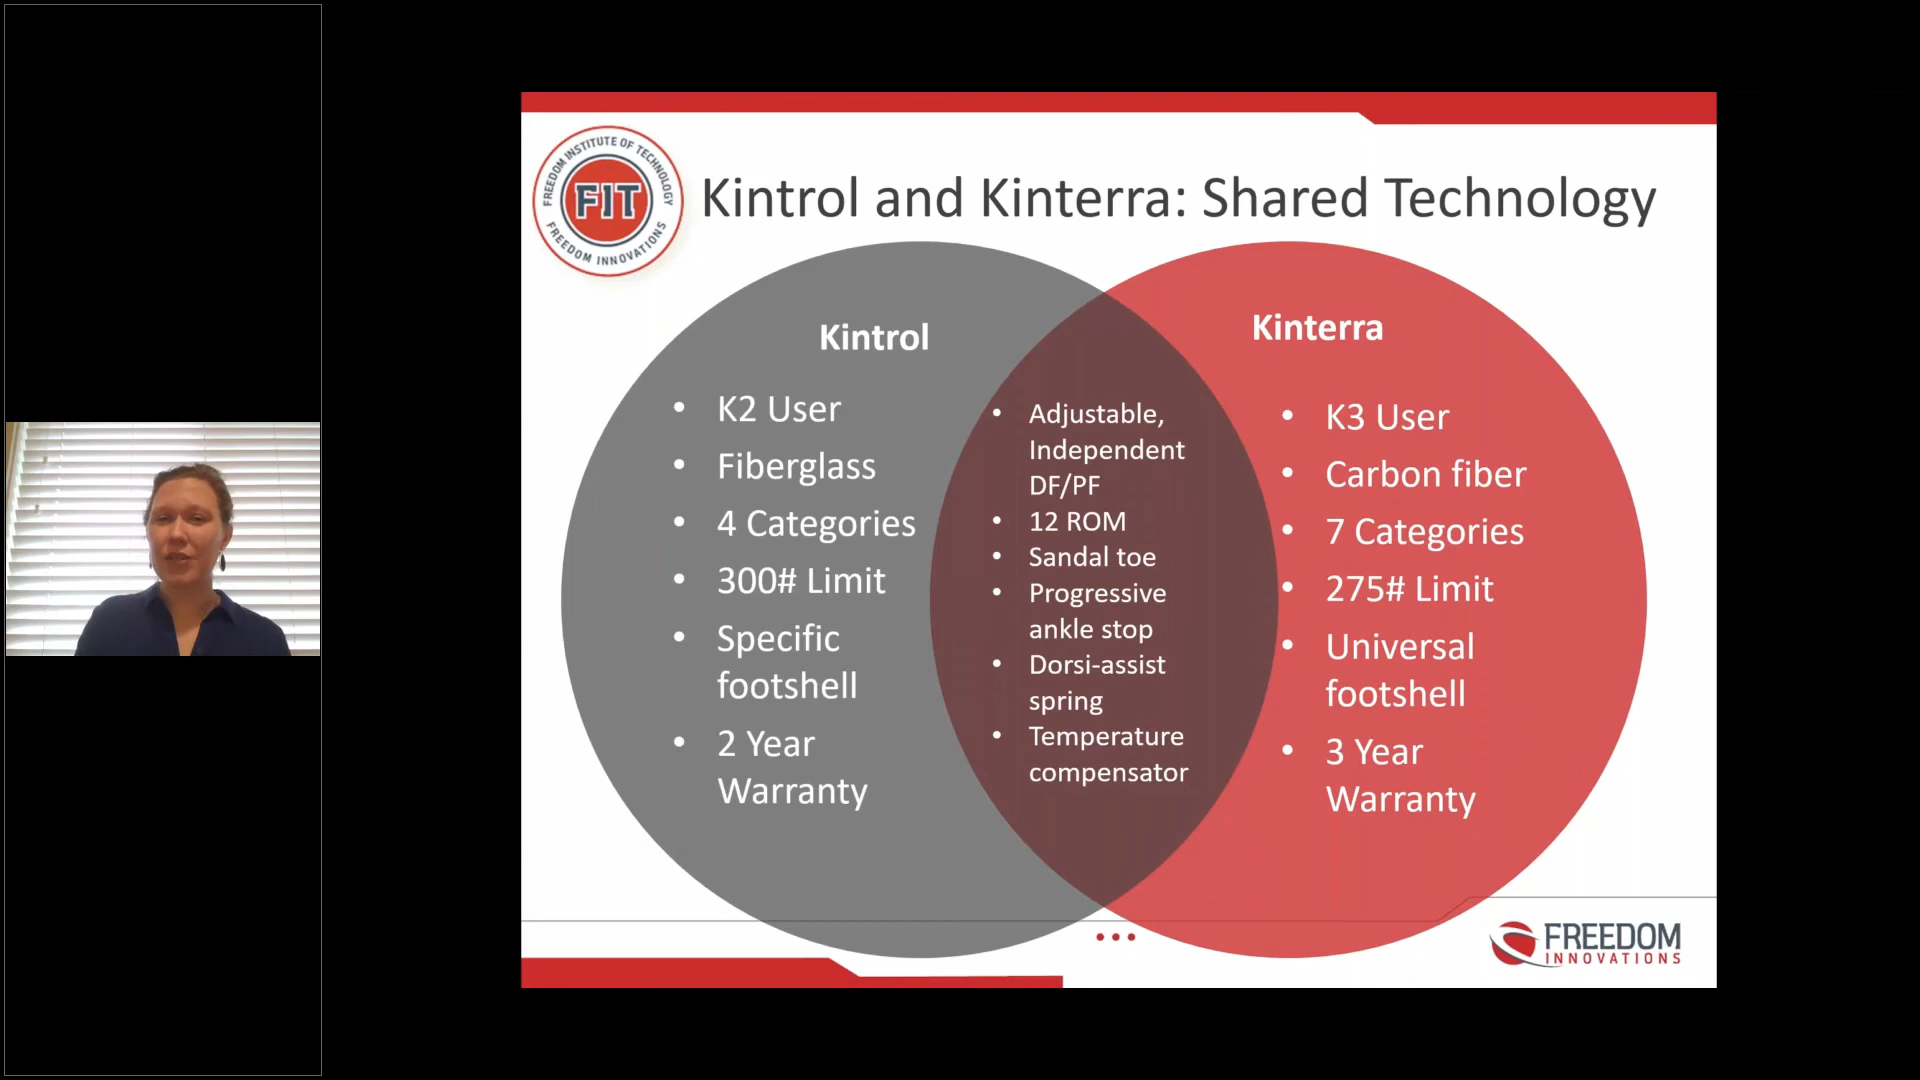 FREEDOM INSTITUTE OF TECHNOLOGY
FIT
FREEDOM INNOVATIONS
Kintrol and Kinterra: Shared Technology
Kintrol
• K2 User
• Fiberglass
• 4 Categories
• 300# Limit
• Specific
footshell
• 2 Year
Warranty
• Adjustable,
Independent
DF/PF
• 12 ROM
• Sandal toe
• Progressive
ankle stop
• Dorsi-assist
spring
• Temperature
compensator
Kinterra
• K3 User
• Carbon fiber
• 7 Categories
• 275# Limit
• Universal
footshell
• 3 Year
Warranty
FREEDOM
INNOVATIONS